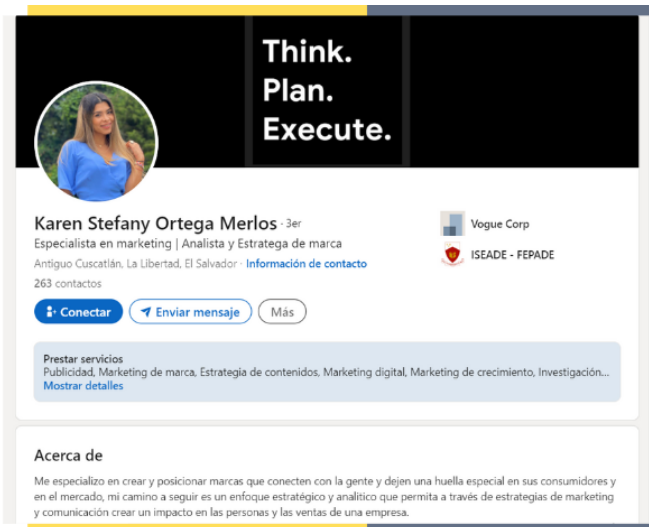 Think.
Plan.
Execute.
Karen Stefany Ortega Merlos · 3er
Especialista en marketing | Analista y Estratega de marca
Antiguo Cuscatlán, La Libertad, El Salvador · Información de contacto
263 contactos
Conectar
Enviar mensaje
Más
Vogue Corp
ISEADE - FEPADE
Prestar servicios
Publicidad, Marketing de marca, Estrategia de contenidos, Marketing digital, Marketing de crecimiento, Investigación...
Mostrar detalles
Acerca de
Me especializo en crear y posicionar marcas que conecten con la gente y dejen una huella especial en sus consumidores y
en el mercado, mi camino a seguir es un enfoque estratégico y analitico que permita a través de estrategias de marketing
y comunicación crear un impacto en las personas y las ventas de una empresa.